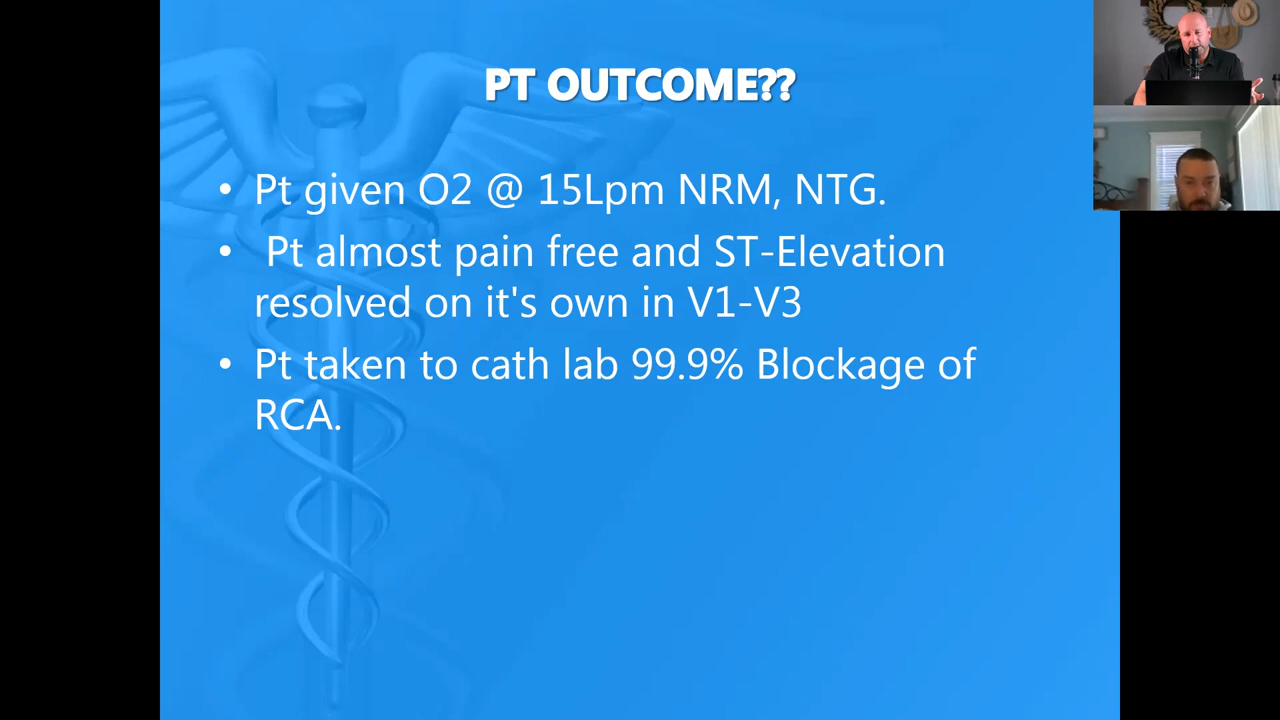 PT OUTCOME??
• Pt given O2 @ 15Lpm NRM, NTG.
• Pt almost pain free and ST-Elevation
resolved on it's own in V1-V3
• Pt taken to cath lab 99.9% Blockage of
RCA.